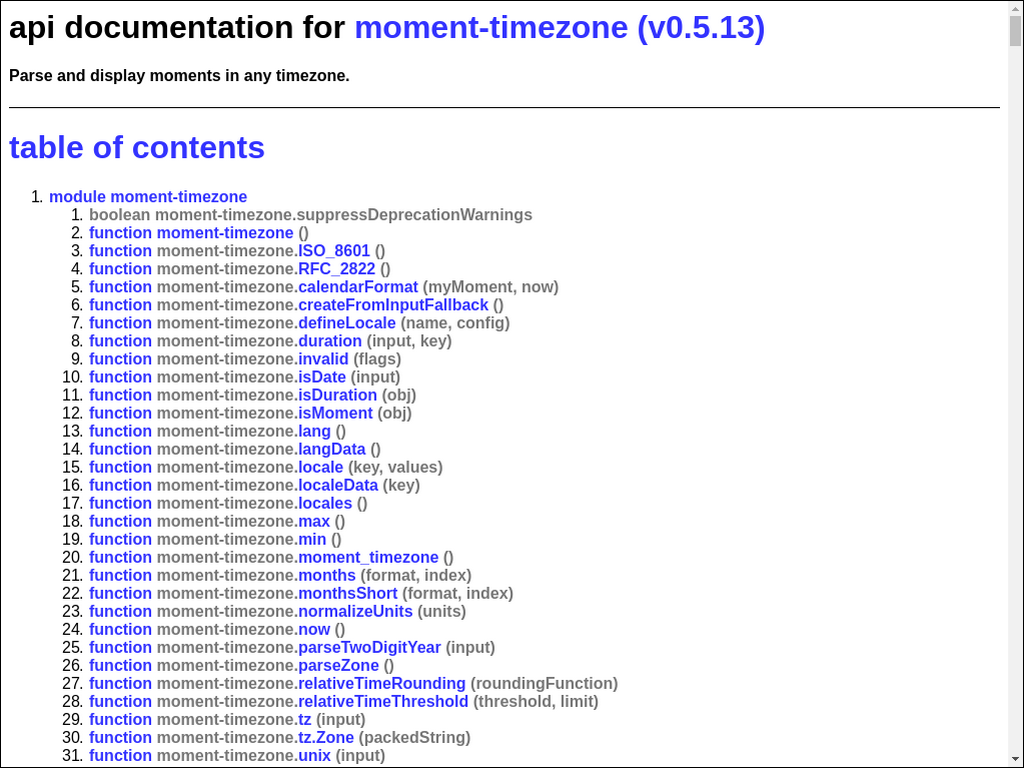 api documentation for moment-timezone (v0.5.13)
Parse and display moments in any timezone.
table of contents
1. module moment-timezone
1. boolean moment-timezone.suppressDeprecationWarnings
2. function moment-timezone ()
3. function moment-timezone.ISO_8601 ()
4. function moment-timezone.RFC_2822 ()
5. function moment-timezone.calendarFormat (myMoment, now)
6. function moment-timezone.createFromInputFallback ()
7. function moment-timezone.defineLocale (name, config)
8. function moment-timezone.duration (input, key)
9. function moment-timezone.invalid (flags)
10. function moment-timezone.isDate (input)
11. function moment-timezone.isDuration (obj)
12. function moment-timezone.isMoment (obj)
13. function moment-timezone.lang ()
14. function moment-timezone.langData ()
15. function moment-timezone.locale (key, values)
16. function moment-timezone.localeData (key)
17. function moment-timezone.locales ()
18. function moment-timezone.max ()
19. function moment-timezone.min ()
20. function moment-timezone.moment_timezone ()
21. function moment-timezone.months (format, index)
22. function moment-timezone.monthsShort (format, index)
23. function moment-timezone.normalizeUnits (units)
24. function moment-timezone.now ()
25. function moment-timezone.parseTwoDigitYear (input)
26. function moment-timezone.parseZone ()
27. function moment-timezone.relativeTimeRounding (roundingFunction)
28. function moment-timezone.relativeTimeThreshold (threshold, limit)
29. function moment-timezone.tz (input)
30. function moment-timezone.tz.Zone (packedString)
31. function moment-timezone.unix (input)